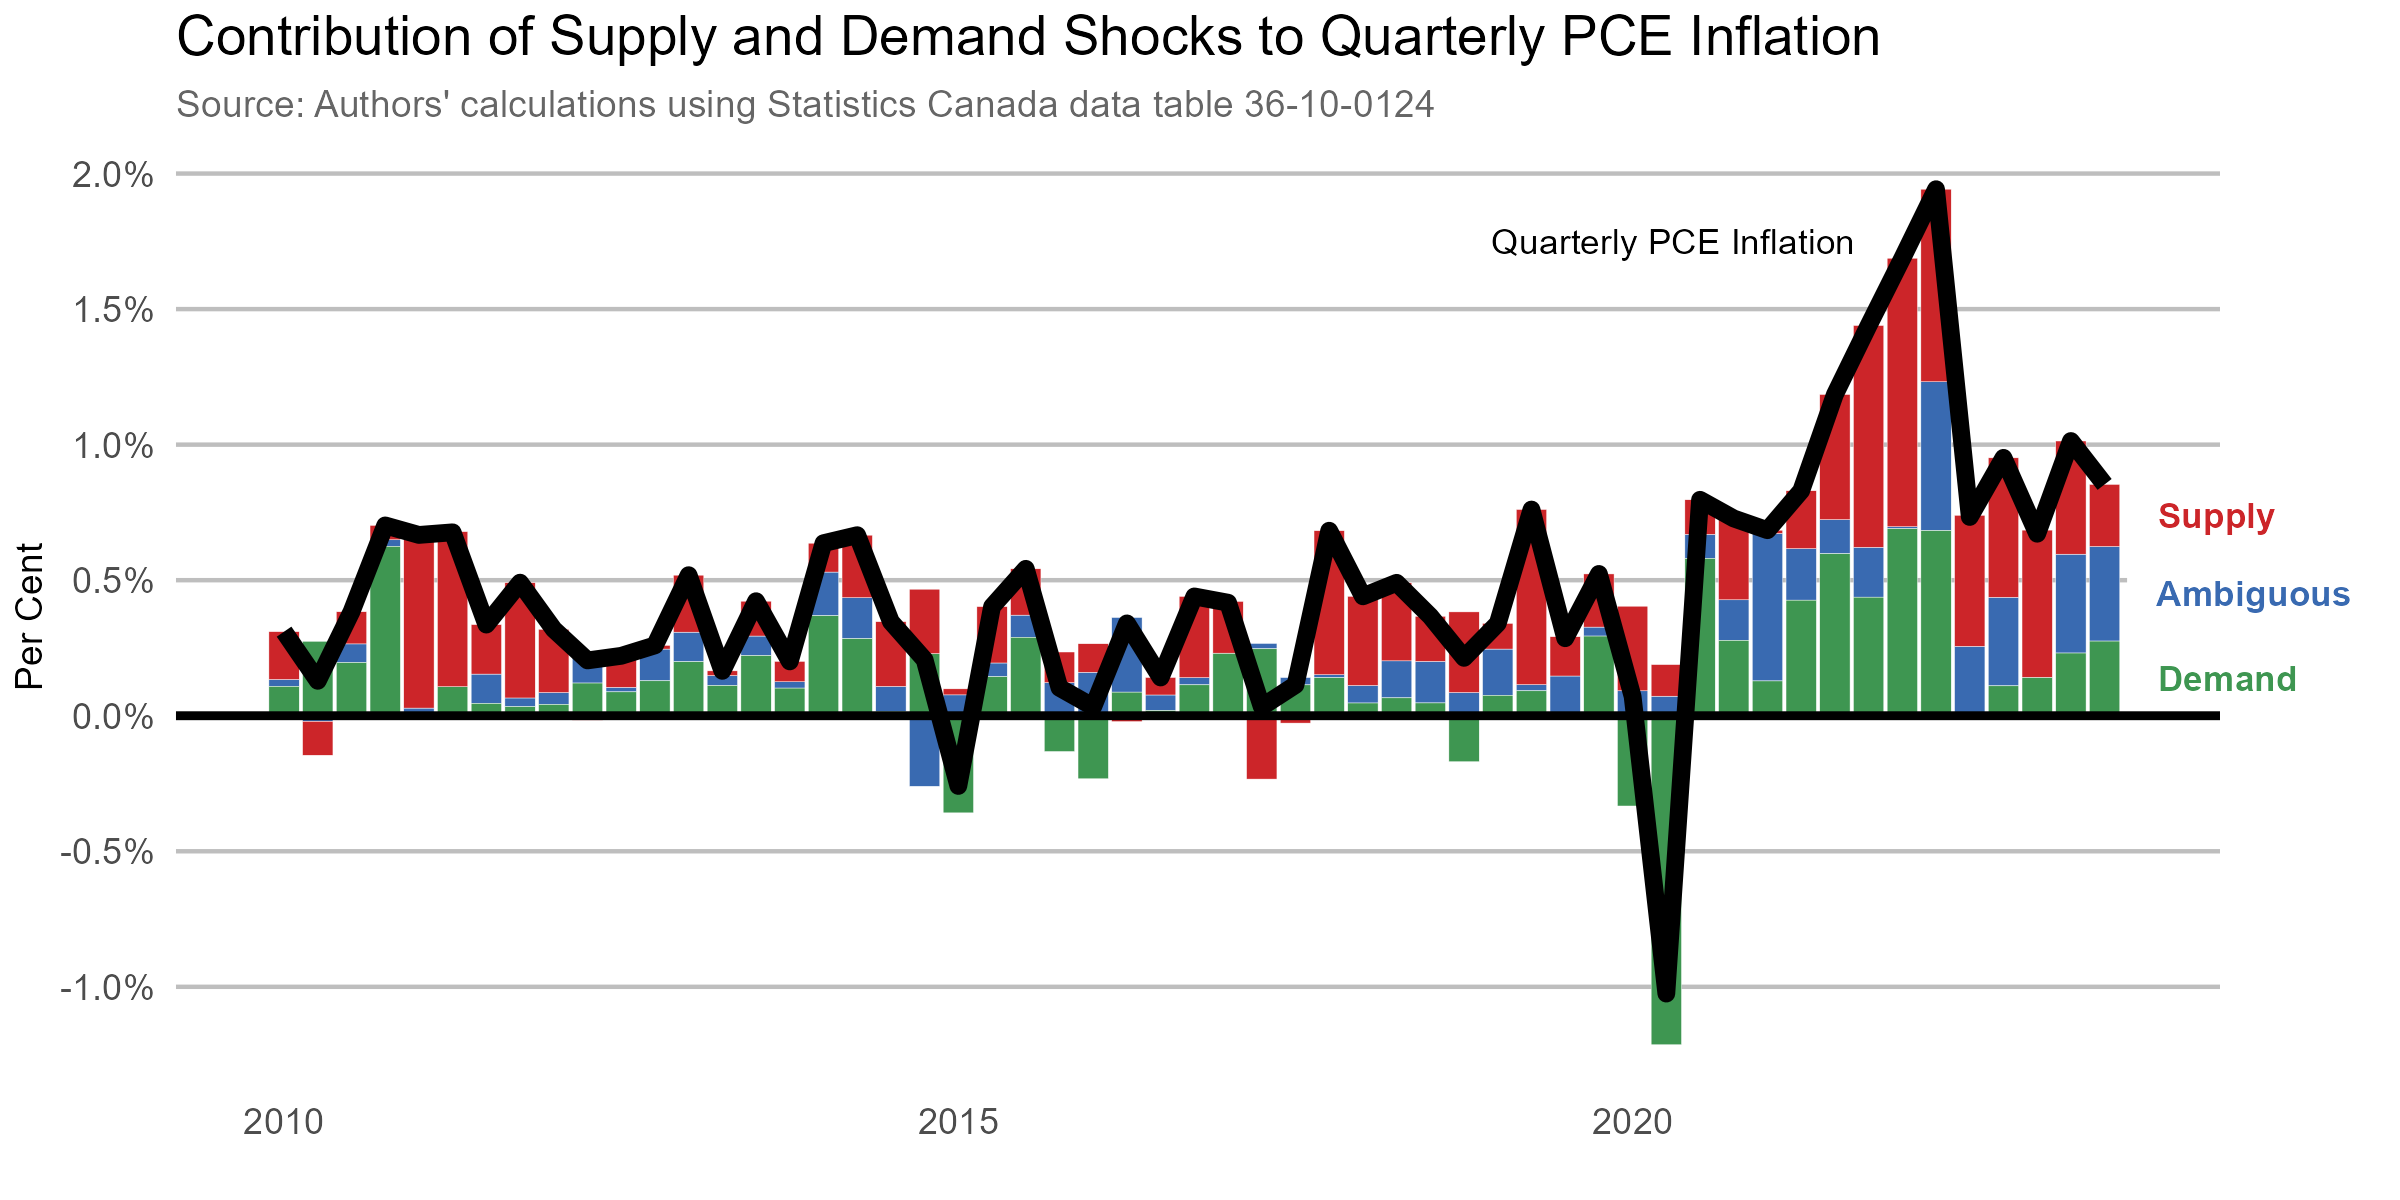 Contribution of Supply and Demand Shocks to Quarterly PCE Inflation
Source: Authors' calculations using Statistics Canada data table 36-10-0124
2.0%
Quarterly PCE Inflation
1.5%
1.0%
Supply
0.5%
Ambiguous
Per Cent
Demand
0.0%
-0.5%
-1.0%
2010 2015 2020